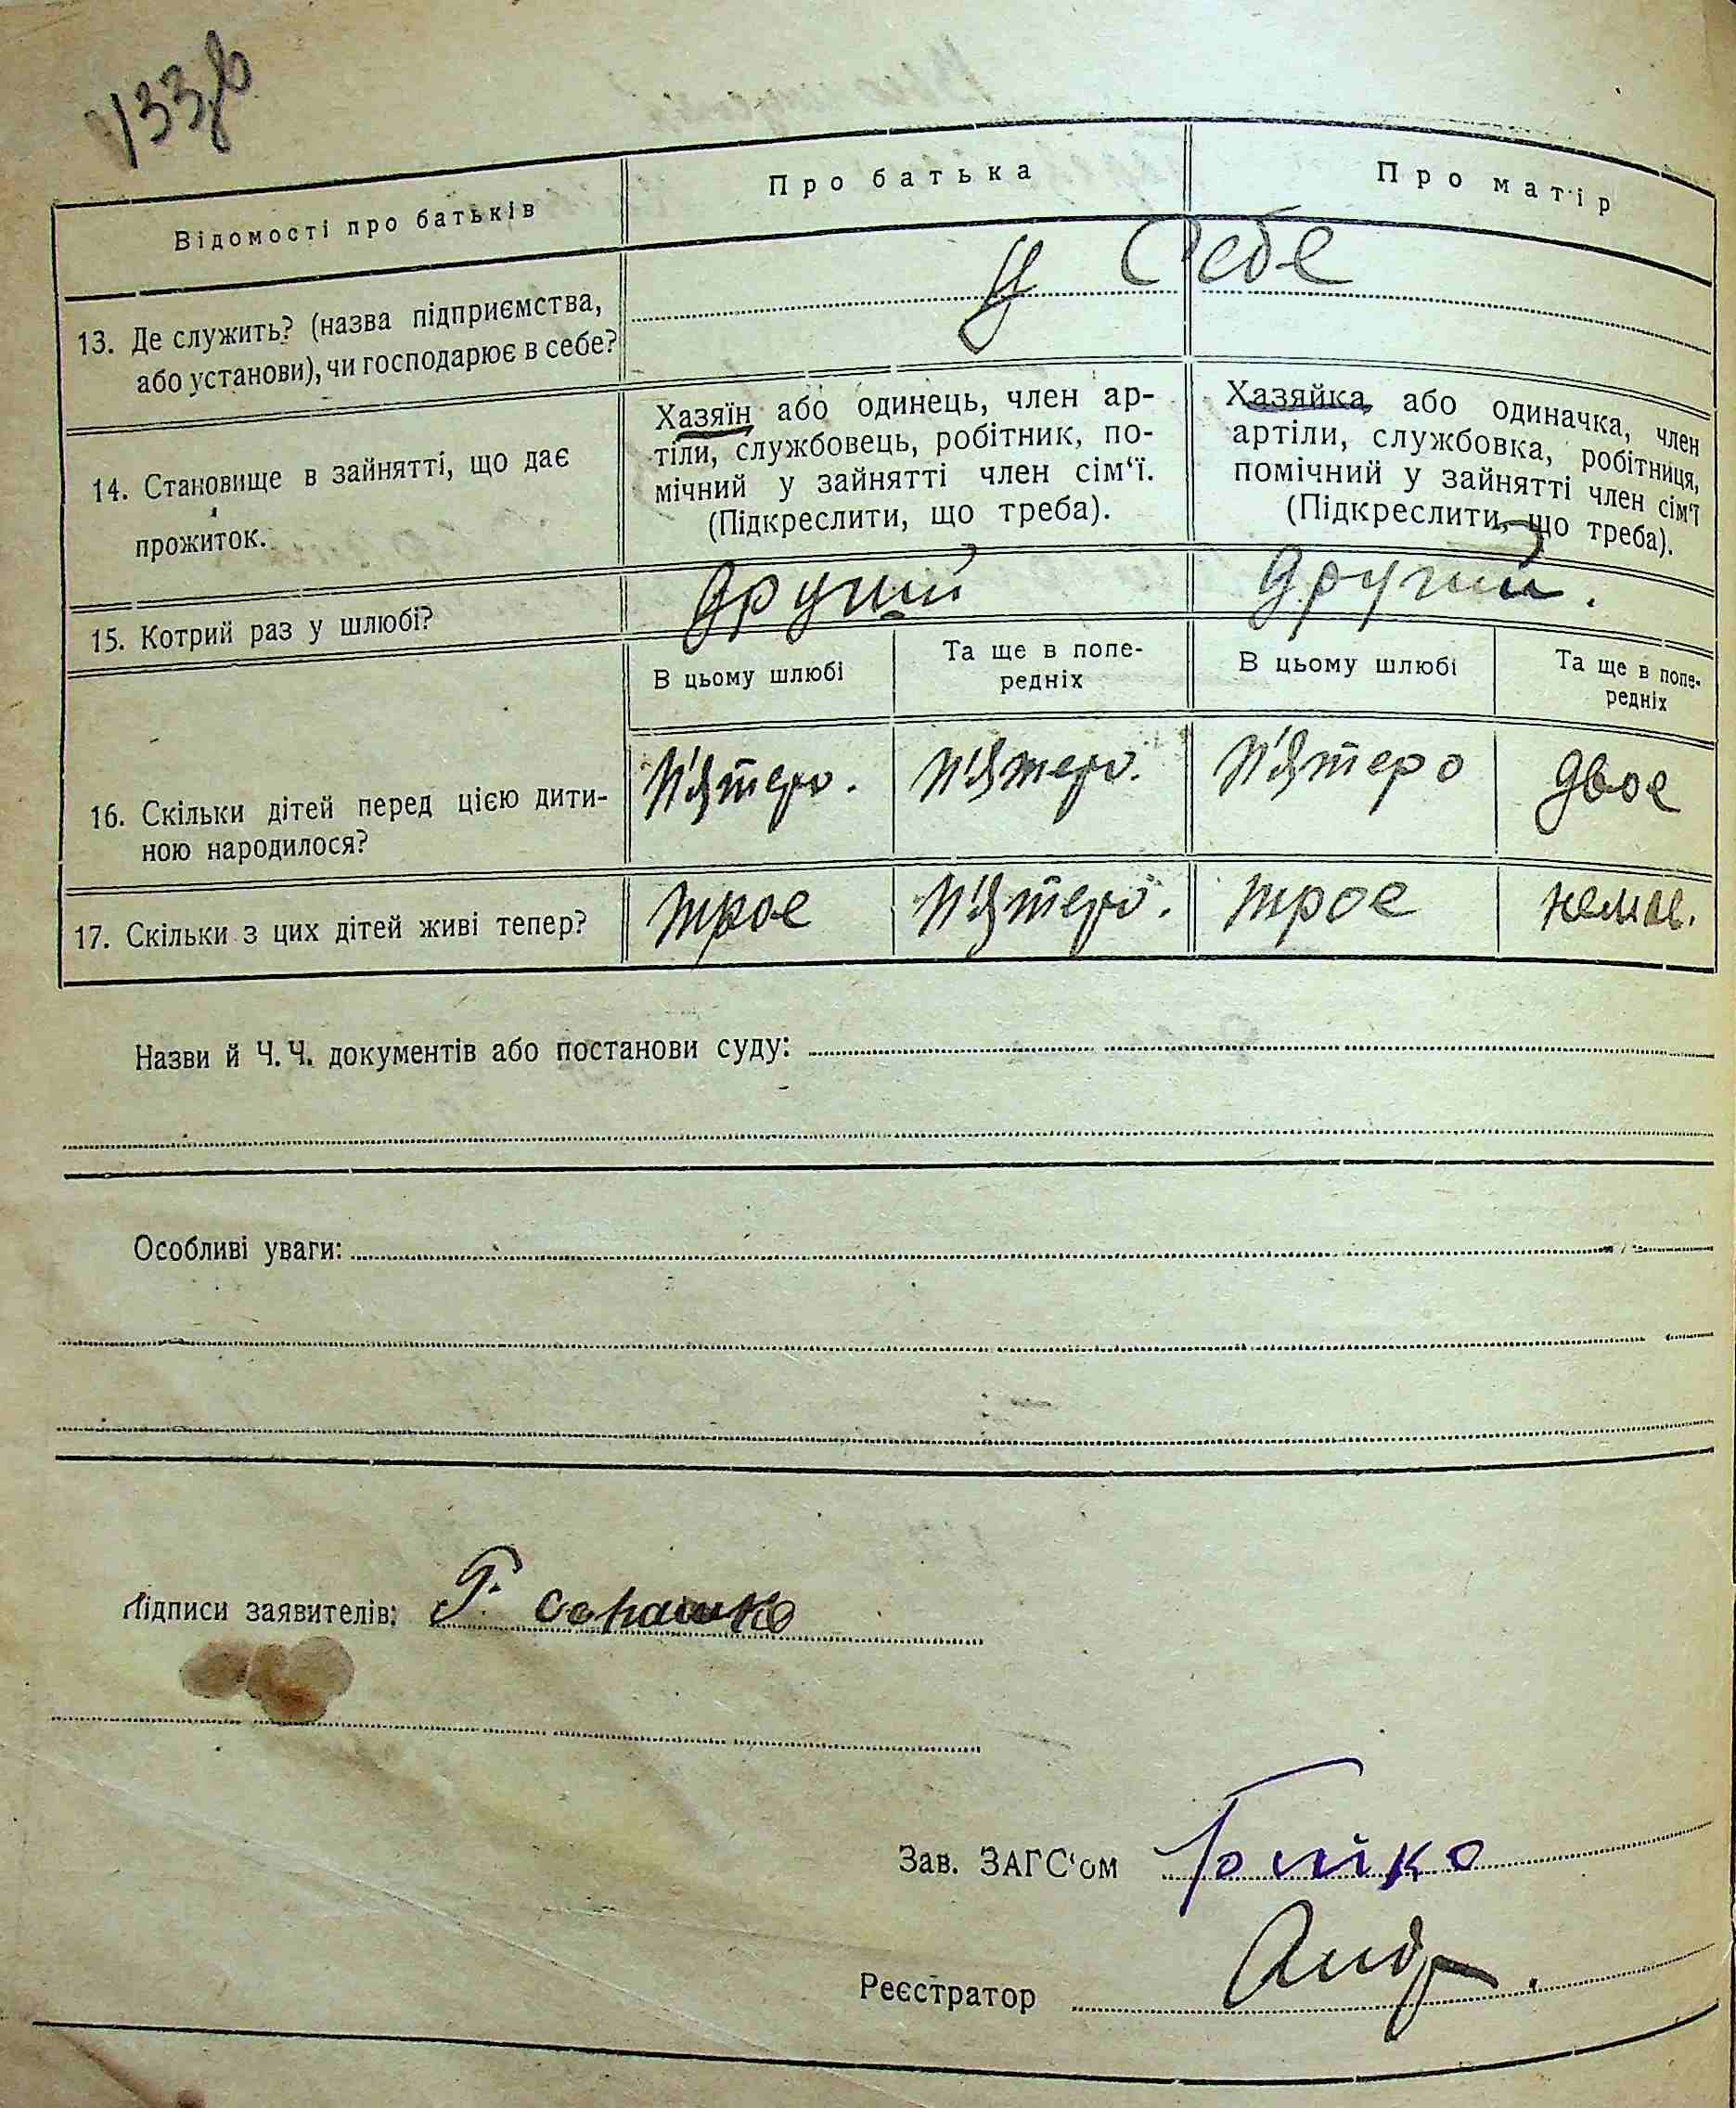 133зв
Відомості про батьків
Про батька
Про матір
13. Де служить? (назва підприємства,
або установи), чи господарює в себе?
у Себе
14. Становище в зайнятті, що дає
прожиток.
Хазяїн або одинець, член ар-
тіли, службовець, робітник, по-
мічний у зайнятті член сім‘ї.
(Підкреслити, що треба).
Хазяйка, або одиначка, член
артіли, службовка, робітниця,
помічний у зайнятті член сім‘ї
(Підкреслити, що треба).
15. Котрий раз у шлюбі?
другий
другий.
В цьому шлюбі
Та ще в попе-
редніх
В цьому шлюбі
Та ще в попе-
редніх
16. Скільки дітей перед цією дити-
ною народилося?
п'ятеро.
п'ятеро.
п'ятеро
двое
17. Скільки з цих дітей живі тепер?
трое
п'ятеро.
трое
немає.
Назви й Ч.Ч. документів або постанови суду:
Особливі уваги:
Підписи заявителів:
Зав. ЗАГС‘ом Бойко
Реєстратор